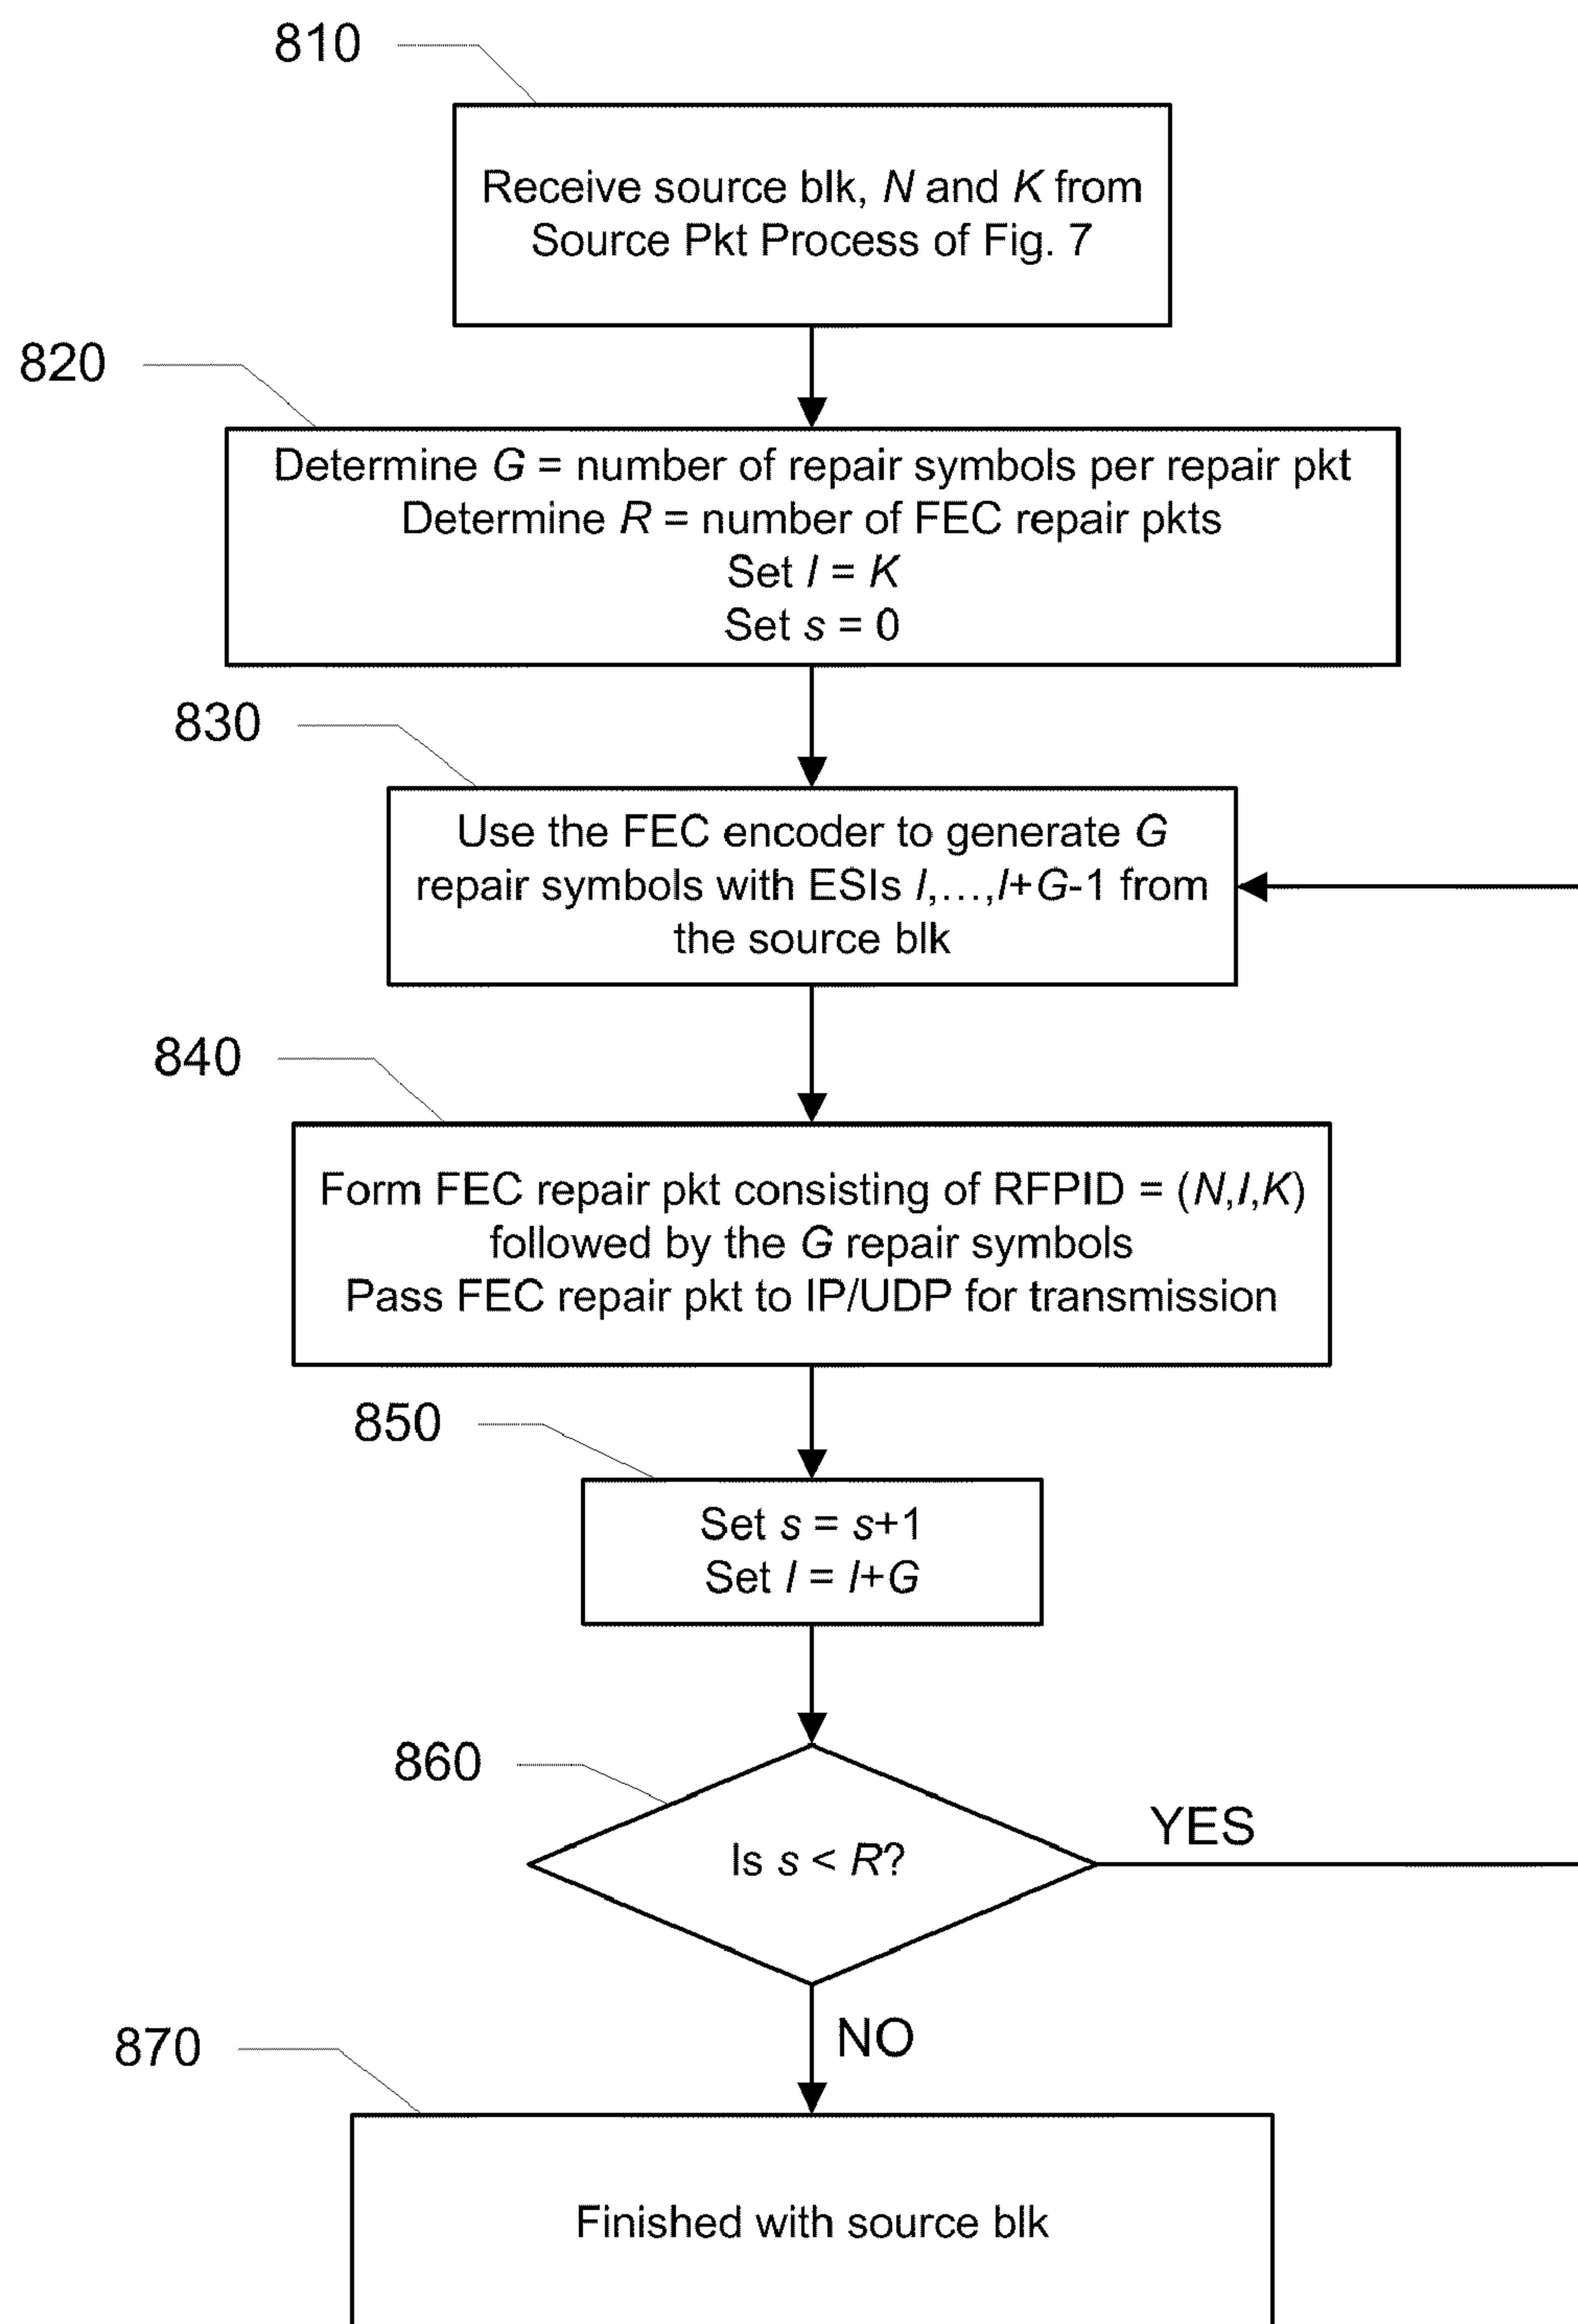 810
Receive source blk, N and K from
Source Pkt Process of Fig. 7
820
Determine G = number of repair symbols per repair pkt
Determine R = number of FEC repair pkts
Set I = K
Set s = 0
830
Use the FEC encoder to generate G
repair symbols with ESIs I,…,I+G-1 from
the source blk
840
Form FEC repair pkt consisting of RFPID = (N,I,K)
followed by the G repair symbols
Pass FEC repair pkt to IP/UDP for transmission
850
Set s = s+1
Set I = I+G
860
Is s < R?
YES
NO
870
Finished with source blk